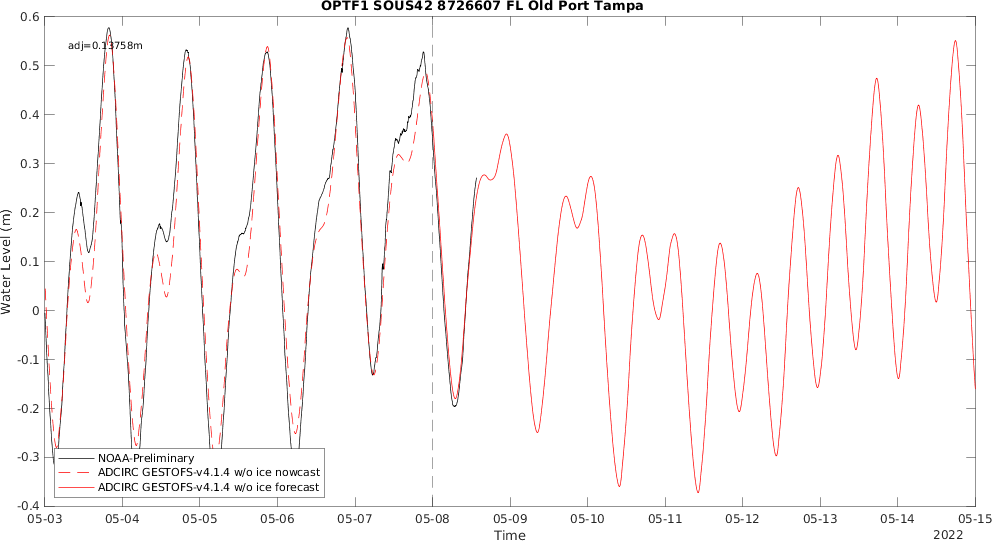 OPTF1 SOUS42 8726607 FL Old Port Tampa
adj=0.13758m
Water Level (m)
0.6
0.5
0.4
0.3
0.2
0.1
0
-0.1
-0.2
-0.3
-0.4
NOAA-Preliminary
ADCIRC GESTOFS-v4.1.4 w/o ice nowcast
ADCIRC GESTOFS-v4.1.4 w/o ice forecast
05-03 05-04 05-05 05-06 05-07 05-08 05-09 05-10 05-11 05-12 05-13 05-14 05-15
Time
2022